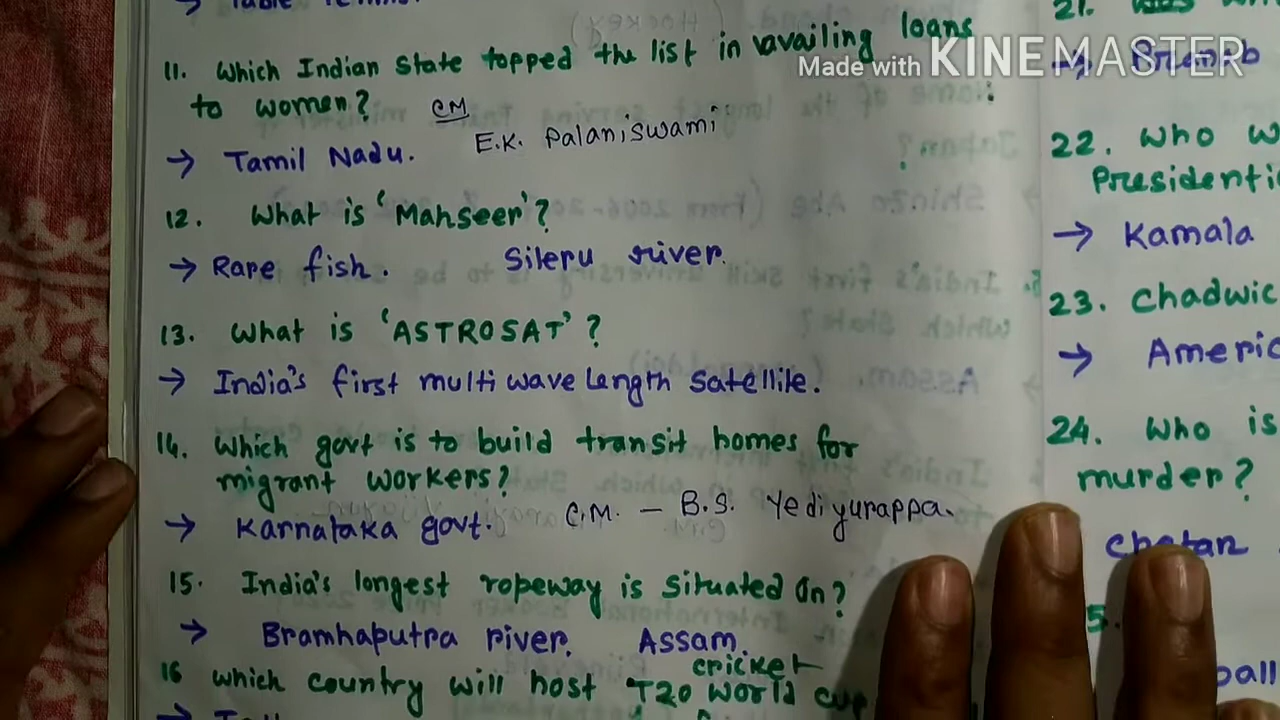 11. Which Indian State topped the list in availing loans
to women?
CM
E.K. Palaniswami
→ Tamil Nadu.
12. What is 'Mahseer'?
→ Rare fish. Sileru river.
13. What is 'ASTROSAT'?
→ India's first multi wave length satellite.
14. Which govt is to build transit homes for
migrant workers?
→ Karnataka govt. C.M. – B.S. Yediyurappa.
15. India's longest ropeway is situated on?
→ Bramhaputra river. Assam.
cricket
16 which country will host T20 world cup
21.
→
22. Who
Presidenti
→ Kamala
23. Chadwic
→ Americ
24. Who is
murder?
Chetan
5.
ball
Made with KINEMASTER